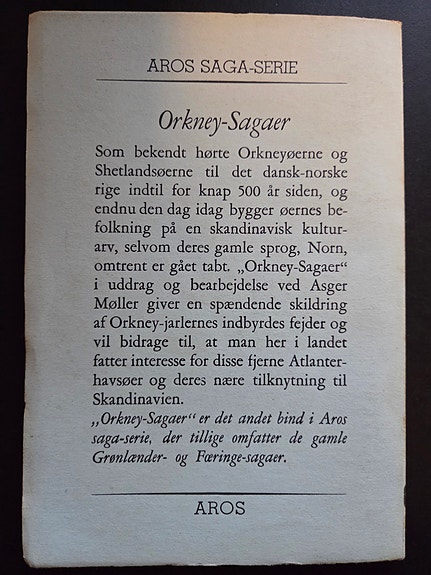 AROS SAGA-SERIE
Orkney-Sagaer
Som bekendt hørte Orkneyøerne og
Shetlandsøerne til det dansk-norske
rige indtil for knap 500 år siden, og
endnu den dag idag bygger øernes be-
folkning på en skandinavisk kultur-
arv, selvom deres gamle sprog, Norn,
omtrent er gået tabt. „Orkney-Sagaer“
i uddrag og bearbejdelse ved Asger
Møller giver en spændende skildring
af Orkney-jarlernes indbyrdes fejder og
vil bidrage til, at man her i landet
fatter interesse for disse fjerne Atlanter-
havsøer og deres nære tilknytning til
Skandinavien.
„Orkney-Sagaer“ er det andet bind i Aros
saga-serie, der tillige omfatter de gamle
Grønlænder- og Færinge-sagaer.
AROS